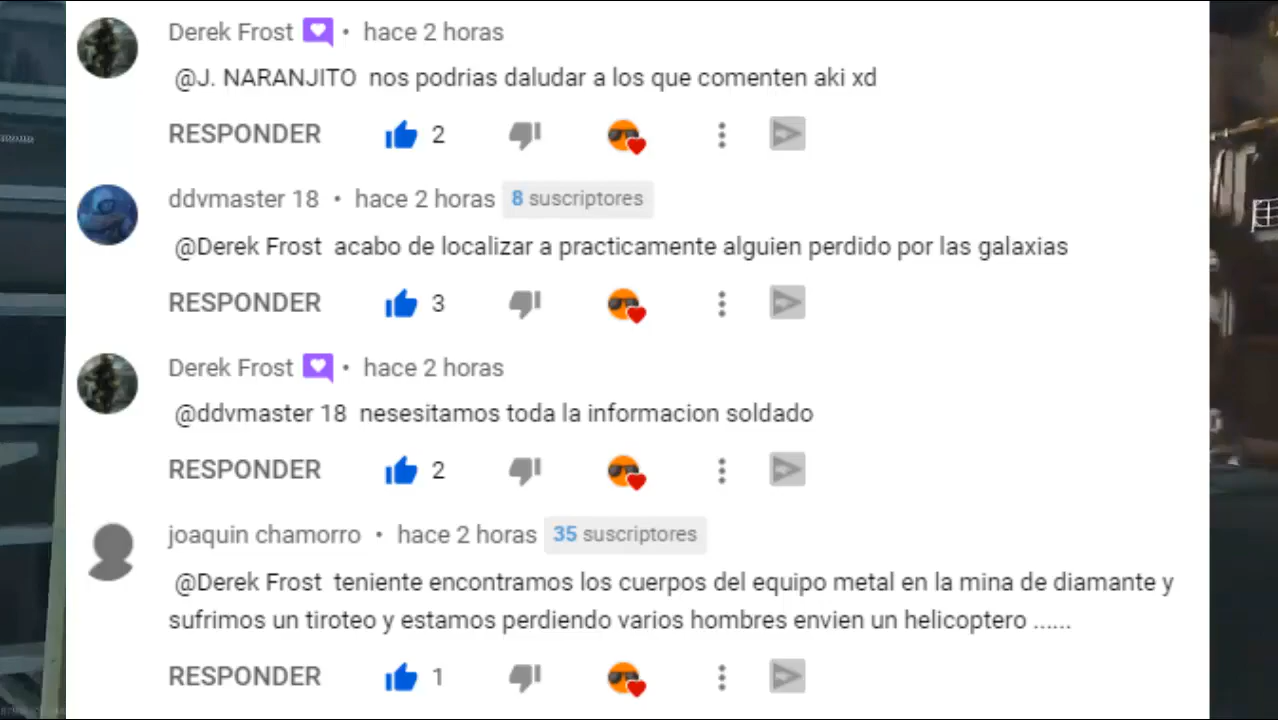 Derek Frost • hace 2 horas
@J. NARANJITO nos podrias daludar a los que comenten aki xd
RESPONDER 2
ddvmaster 18 • hace 2 horas 8 suscriptores
@Derek Frost acabo de localizar a practicamente alguien perdido por las galaxias
RESPONDER 3
Derek Frost • hace 2 horas
@ddvmaster 18 nesesitamos toda la informacion soldado
RESPONDER 2
joaquin chamorro • hace 2 horas 35 suscriptores
@Derek Frost teniente encontramos los cuerpos del equipo metal en la mina de diamante y
sufrimos un tiroteo y estamos perdiendo varios hombres envien un helicoptero ......
RESPONDER 1